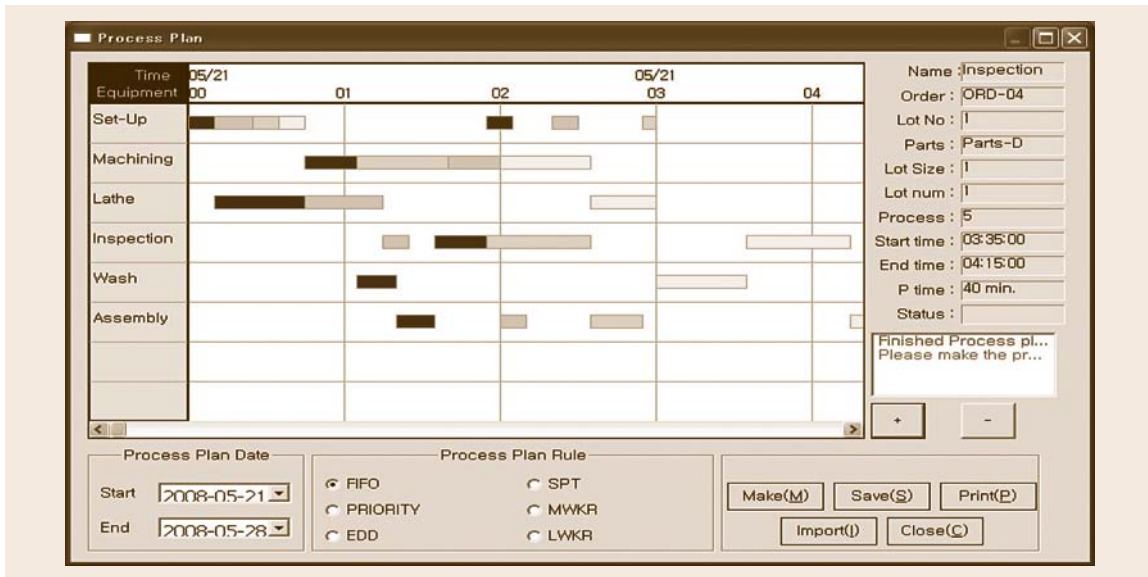 Process Plan
Time 05/21 05/21
Equipment 00 01 02 03 04
Set-Up
Machining
Lathe
Inspection
Wash
Assembly
Name : Inspection
Order : ORD-04
Lot No : 1
Parts : Parts-D
Lot Size : 1
Lot num : 1
Process : 5
Start time : 03:35:00
End time : 04:15:00
P time : 40 min.
Status :
Finished Process pl...
Please make the pr...
+ -
Process Plan Date
Start 2008-05-21
End 2008-05-28
Process Plan Rule
FIFO SPT
PRIORITY MWKR
EDD LWKR
Make(M) Save(S) Print(P)
Import(I) Close(C)